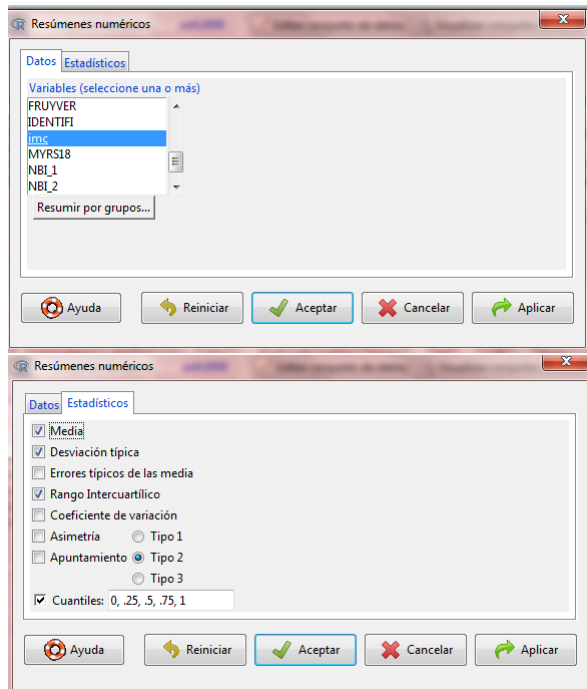 Resúmenes numéricos
Datos Estadísticos
Variables (seleccione una o más)
FRUYVER
IDENTIFI
imc
MYRS18
NBI_1
NBI_2
Resumir por grupos...
Ayuda Reiniciar Aceptar Cancelar Aplicar
Resúmenes numéricos
Datos Estadísticos
Media
Desviación típica
Errores típicos de las media
Rango Intercuartílico
Coeficiente de variación
Asimetría Tipo 1
Apuntamiento Tipo 2
Tipo 3
Cuantiles: 0, .25, .5, .75, 1
Ayuda Reiniciar Aceptar Cancelar Aplicar